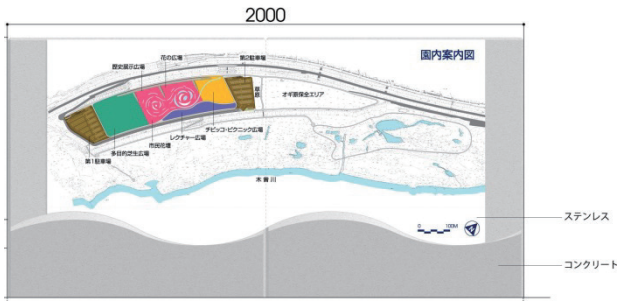 2000
園内案内図
花の広場
第2駐車場
歴史展示広場
オギ原保全エリア
レクチャー広場
チビッコ・ピクニック広場
市民花壇
多目的芝生広場
第1駐車場
木曽川
0 100M
ステンレス
コンクリート